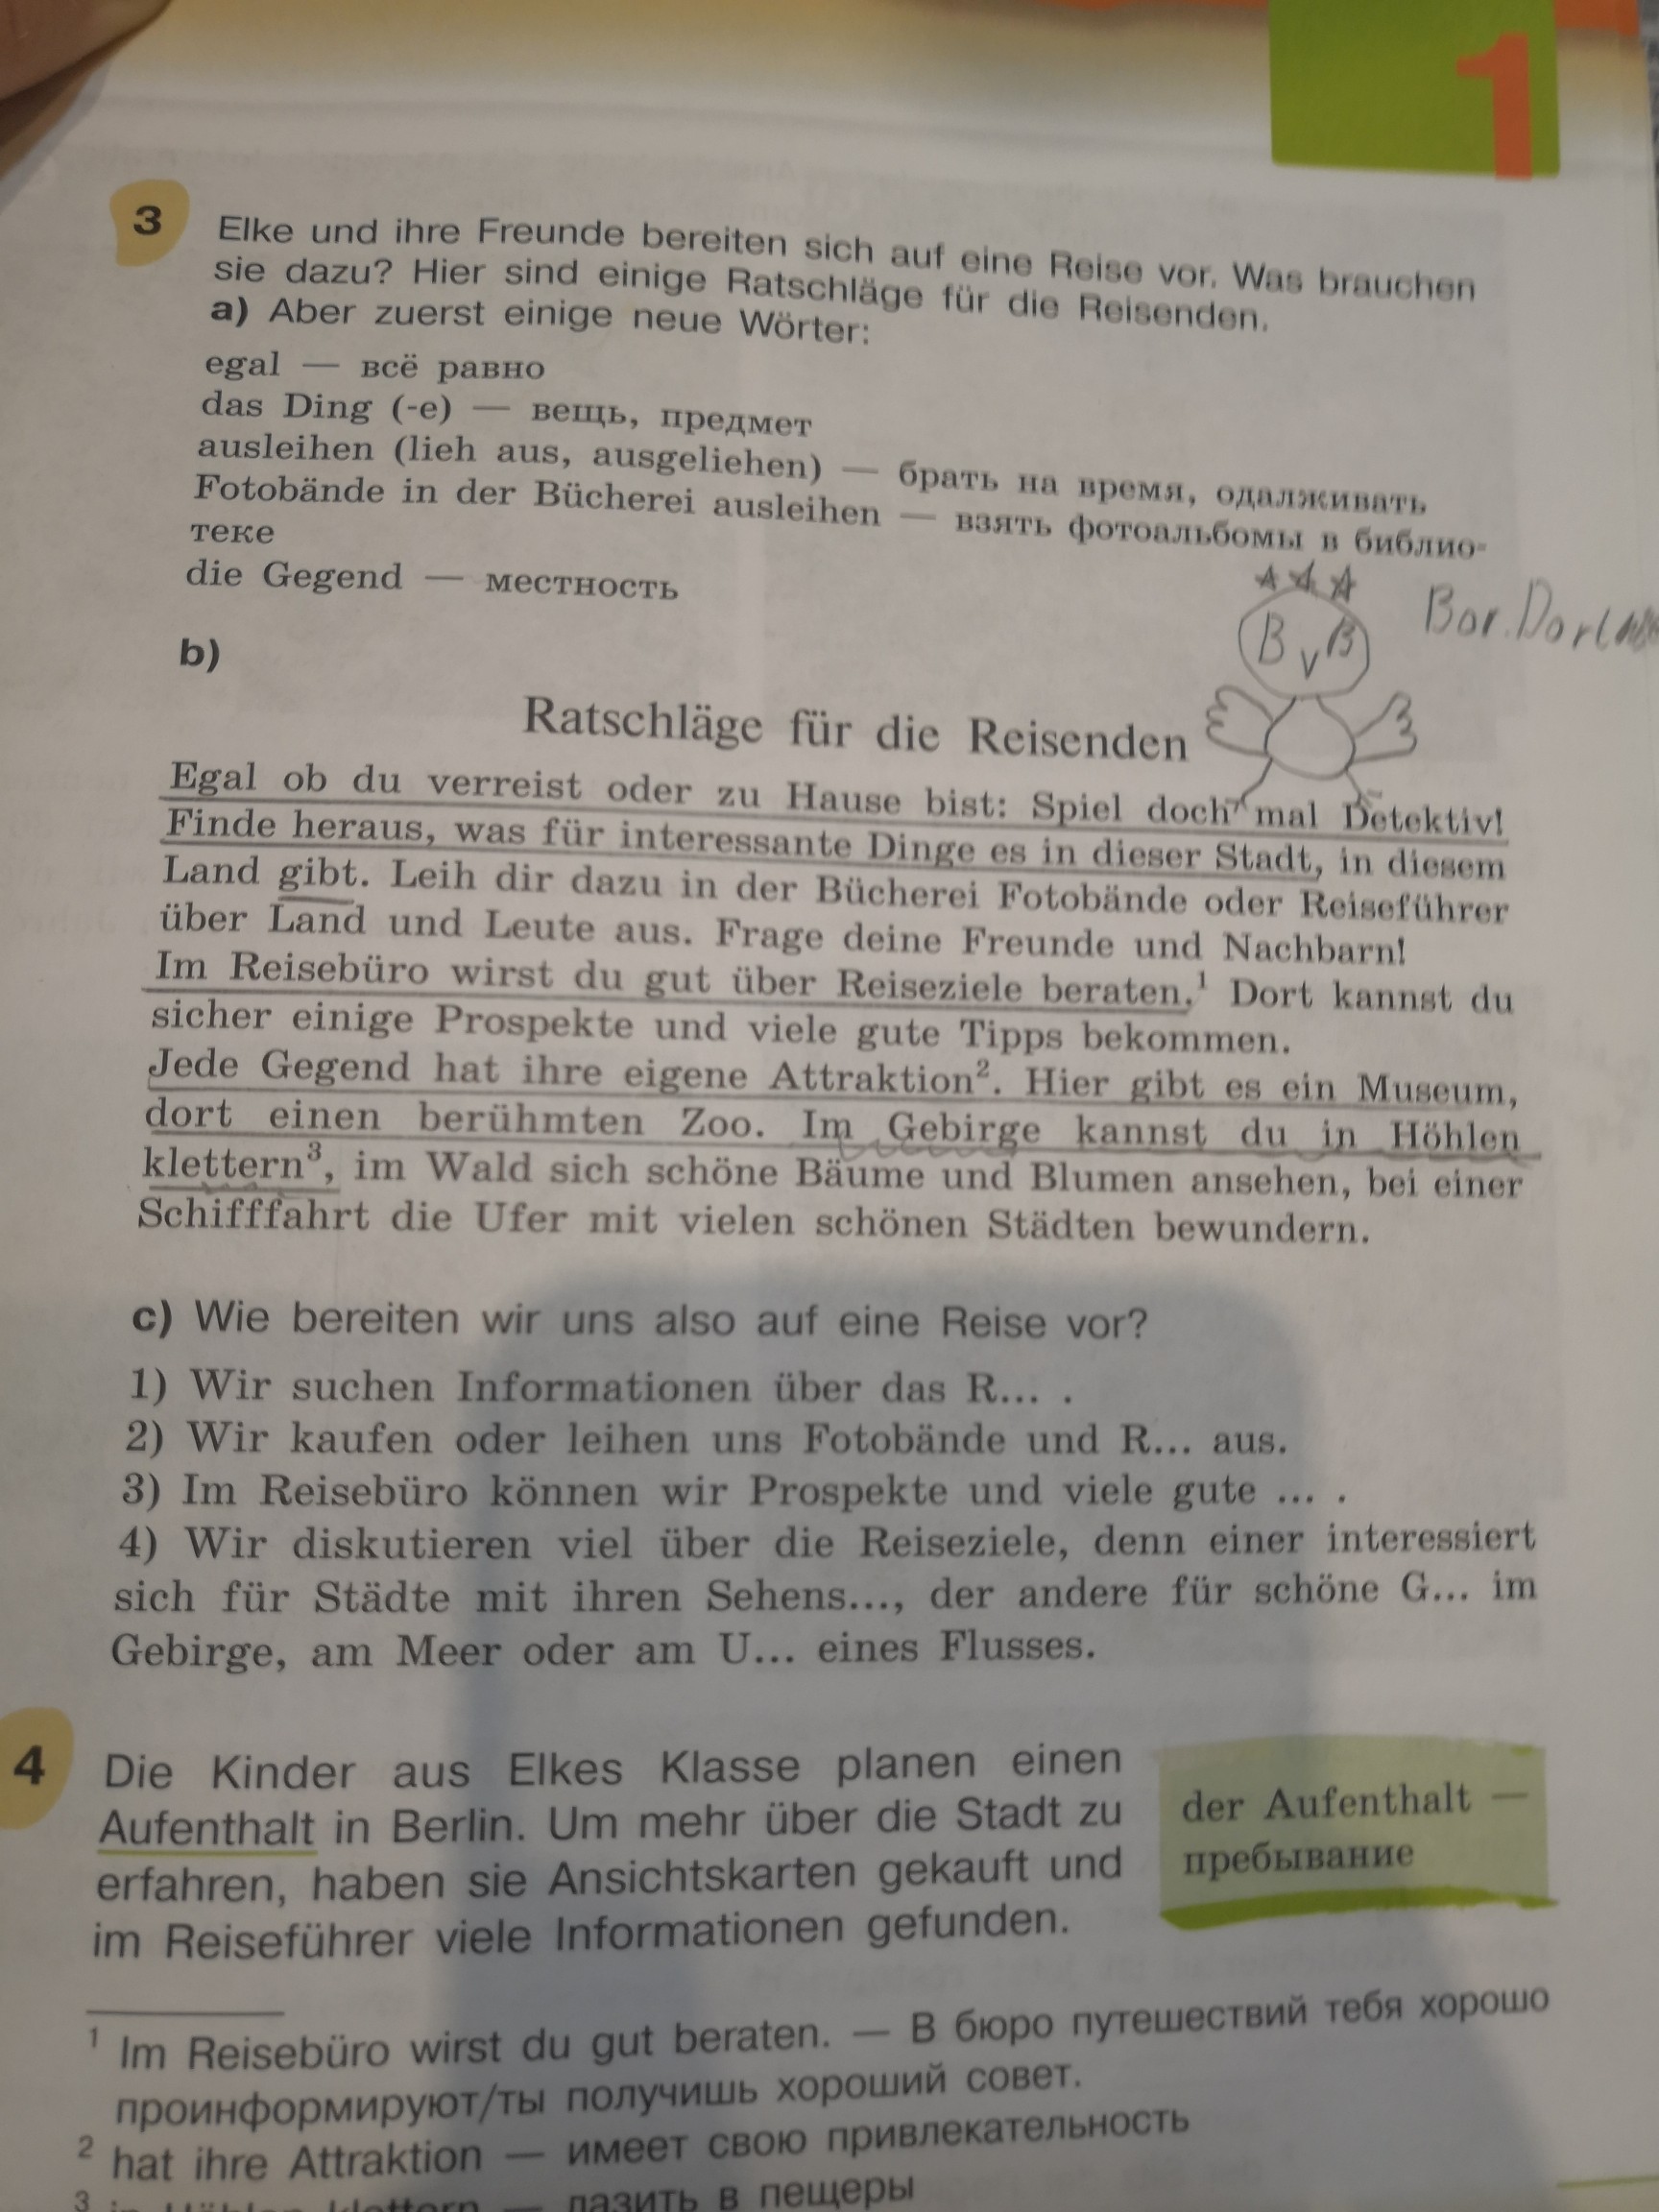 1
3
Elke und ihre Freunde bereiten sich auf eine Reise vor. Was brauchen
sie dazu? Hier sind einige Ratschläge für die Reisenden.
a) Aber zuerst einige neue Wörter:
egal — всё равно
das Ding (-e) — вещь, предмет
ausleihen (lieh aus, ausgeliehen) — брать на время, одалживать
Fotobände in der Bücherei ausleihen — взять фотоальбомы в библио-
теке
die Gegend — местность
B v B
Bor.
b)
Ratschläge für die Reisenden
Egal ob du verreist oder zu Hause bist: Spiel doch mal Detektiv!
Finde heraus, was für interessante Dinge es in dieser Stadt, in diesem
Land gibt. Leih dir dazu in der Bücherei Fotobände oder Reiseführer
über Land und Leute aus. Frage deine Freunde und Nachbarn!
Im Reisebüro wirst du gut über Reiseziele beraten.¹ Dort kannst du
sicher einige Prospekte und viele gute Tipps bekommen.
Jede Gegend hat ihre eigene Attraktion². Hier gibt es ein Museum,
dort einen berühmten Zoo. Im Gebirge kannst du in Höhlen
klettern³, im Wald sich schöne Bäume und Blumen ansehen, bei einer
Schifffahrt die Ufer mit vielen schönen Städten bewundern.
c) Wie bereiten wir uns also auf eine Reise vor?
1) Wir suchen Informationen über das R... .
2) Wir kaufen oder leihen uns Fotobände und R... aus.
3) Im Reisebüro können wir Prospekte und viele gute ... .
4) Wir diskutieren viel über die Reiseziele, denn einer interessiert
sich für Städte mit ihren Sehens..., der andere für schöne G... im
Gebirge, am Meer oder am U... eines Flusses.
4
Die Kinder aus Elkes Klasse planen einen
Aufenthalt in Berlin. Um mehr über die Stadt zu
erfahren, haben sie Ansichtskarten gekauft und
im Reiseführer viele Informationen gefunden.
der Aufenthalt —
пребывание
¹ Im Reisebüro wirst du gut beraten. — В бюро путешествий тебя хорошо
проинформируют/ты получишь хороший совет.
² hat ihre Attraktion — имеет свою привлекательность
³ in Höhlen klettern — лазить в пещеры